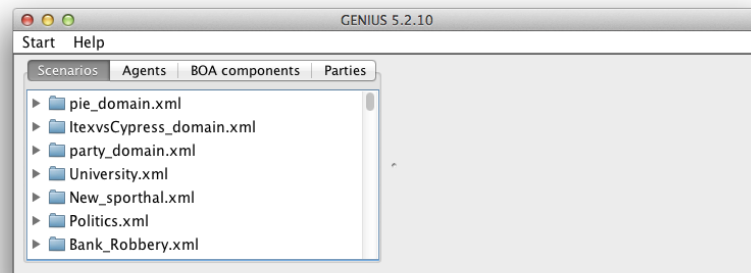 GENIUS 5.2.10
Start Help
Scenarios Agents BOA components Parties
pie_domain.xml
ItexvsCypress_domain.xml
party_domain.xml
University.xml
New_sporthal.xml
Politics.xml
Bank_Robbery.xml